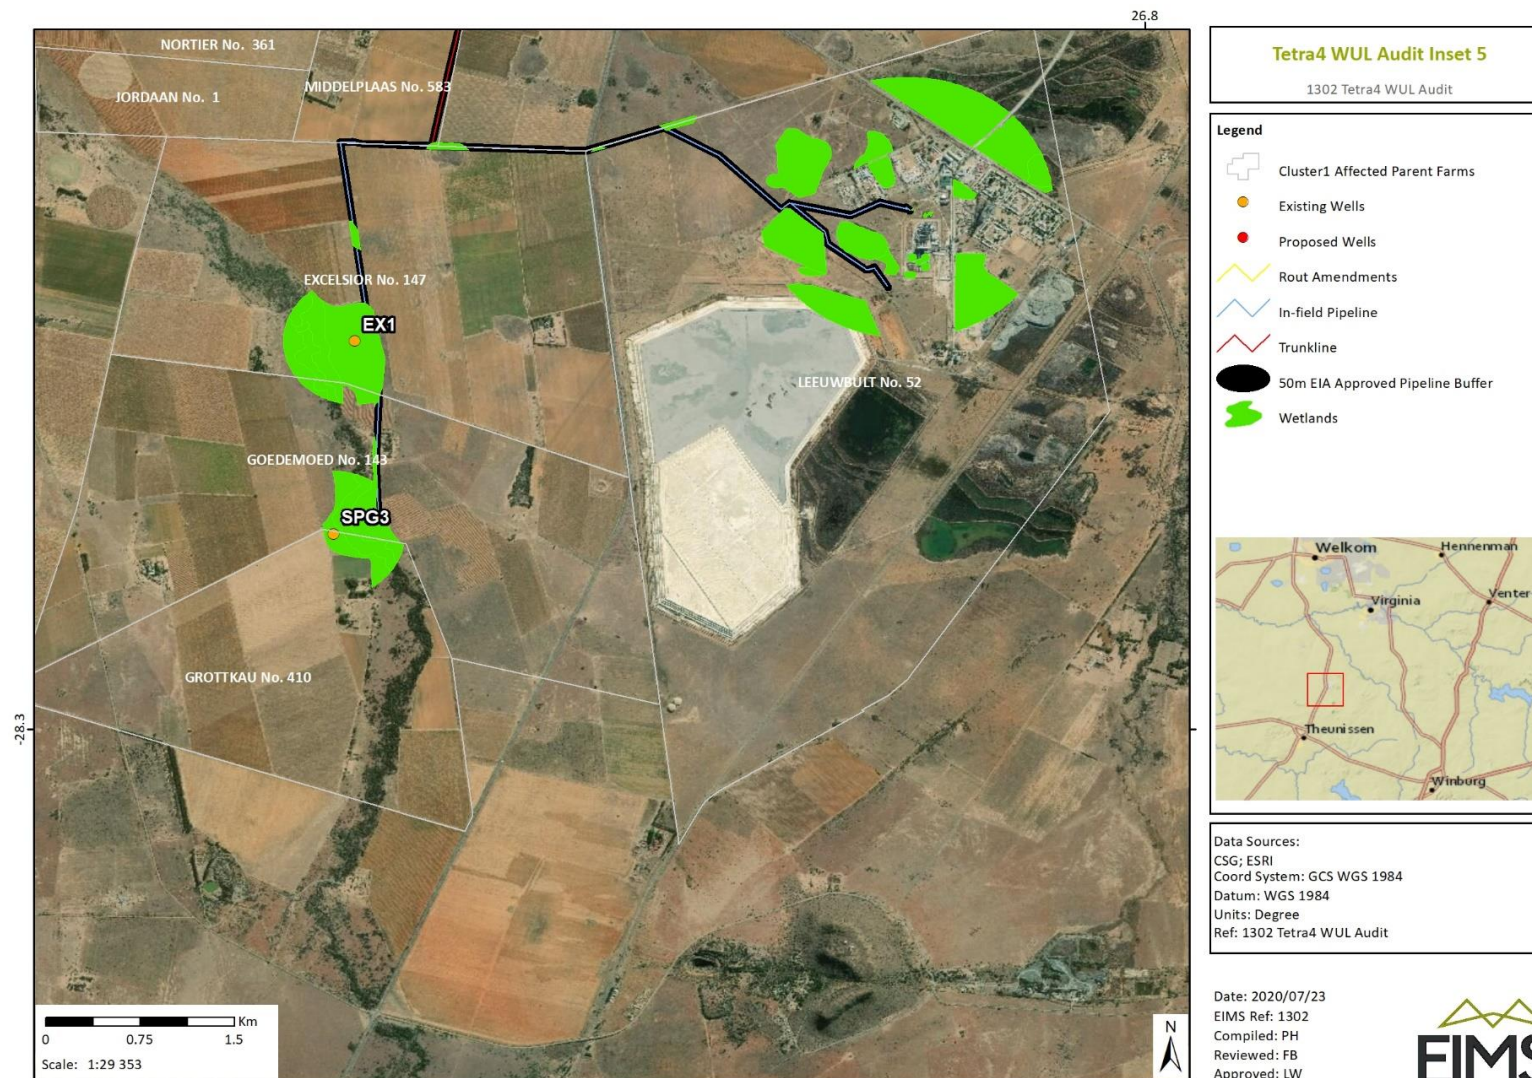 26.8
NORTIER No. 361
JORDAAN No. 1
MIDDELPLAAS No. 583
EXCELSIOR No. 147
EX1
LEEUWBULT No. 52
GOEDEMOED No. 143
SPG3
GROTTKAU No. 410
-28.3
Km
0 0.75 1.5
Scale: 1:29 353
N
Tetra4 WUL Audit Inset 5
1302 Tetra4 WUL Audit
Legend
Cluster1 Affected Parent Farms
Existing Wells
Proposed Wells
Rout Amendments
In-field Pipeline
Trunkline
50m EIA Approved Pipeline Buffer
Wetlands
Welkom
Hennenman
Virginia
Venter
Theunissen
Winburg
Data Sources:
CSG; ESRI
Coord System: GCS WGS 1984
Datum: WGS 1984
Units: Degree
Ref: 1302 Tetra4 WUL Audit
Date: 2020/07/23
EIMS Ref: 1302
Compiled: PH
Reviewed: FB
Approved: LW
EIMS